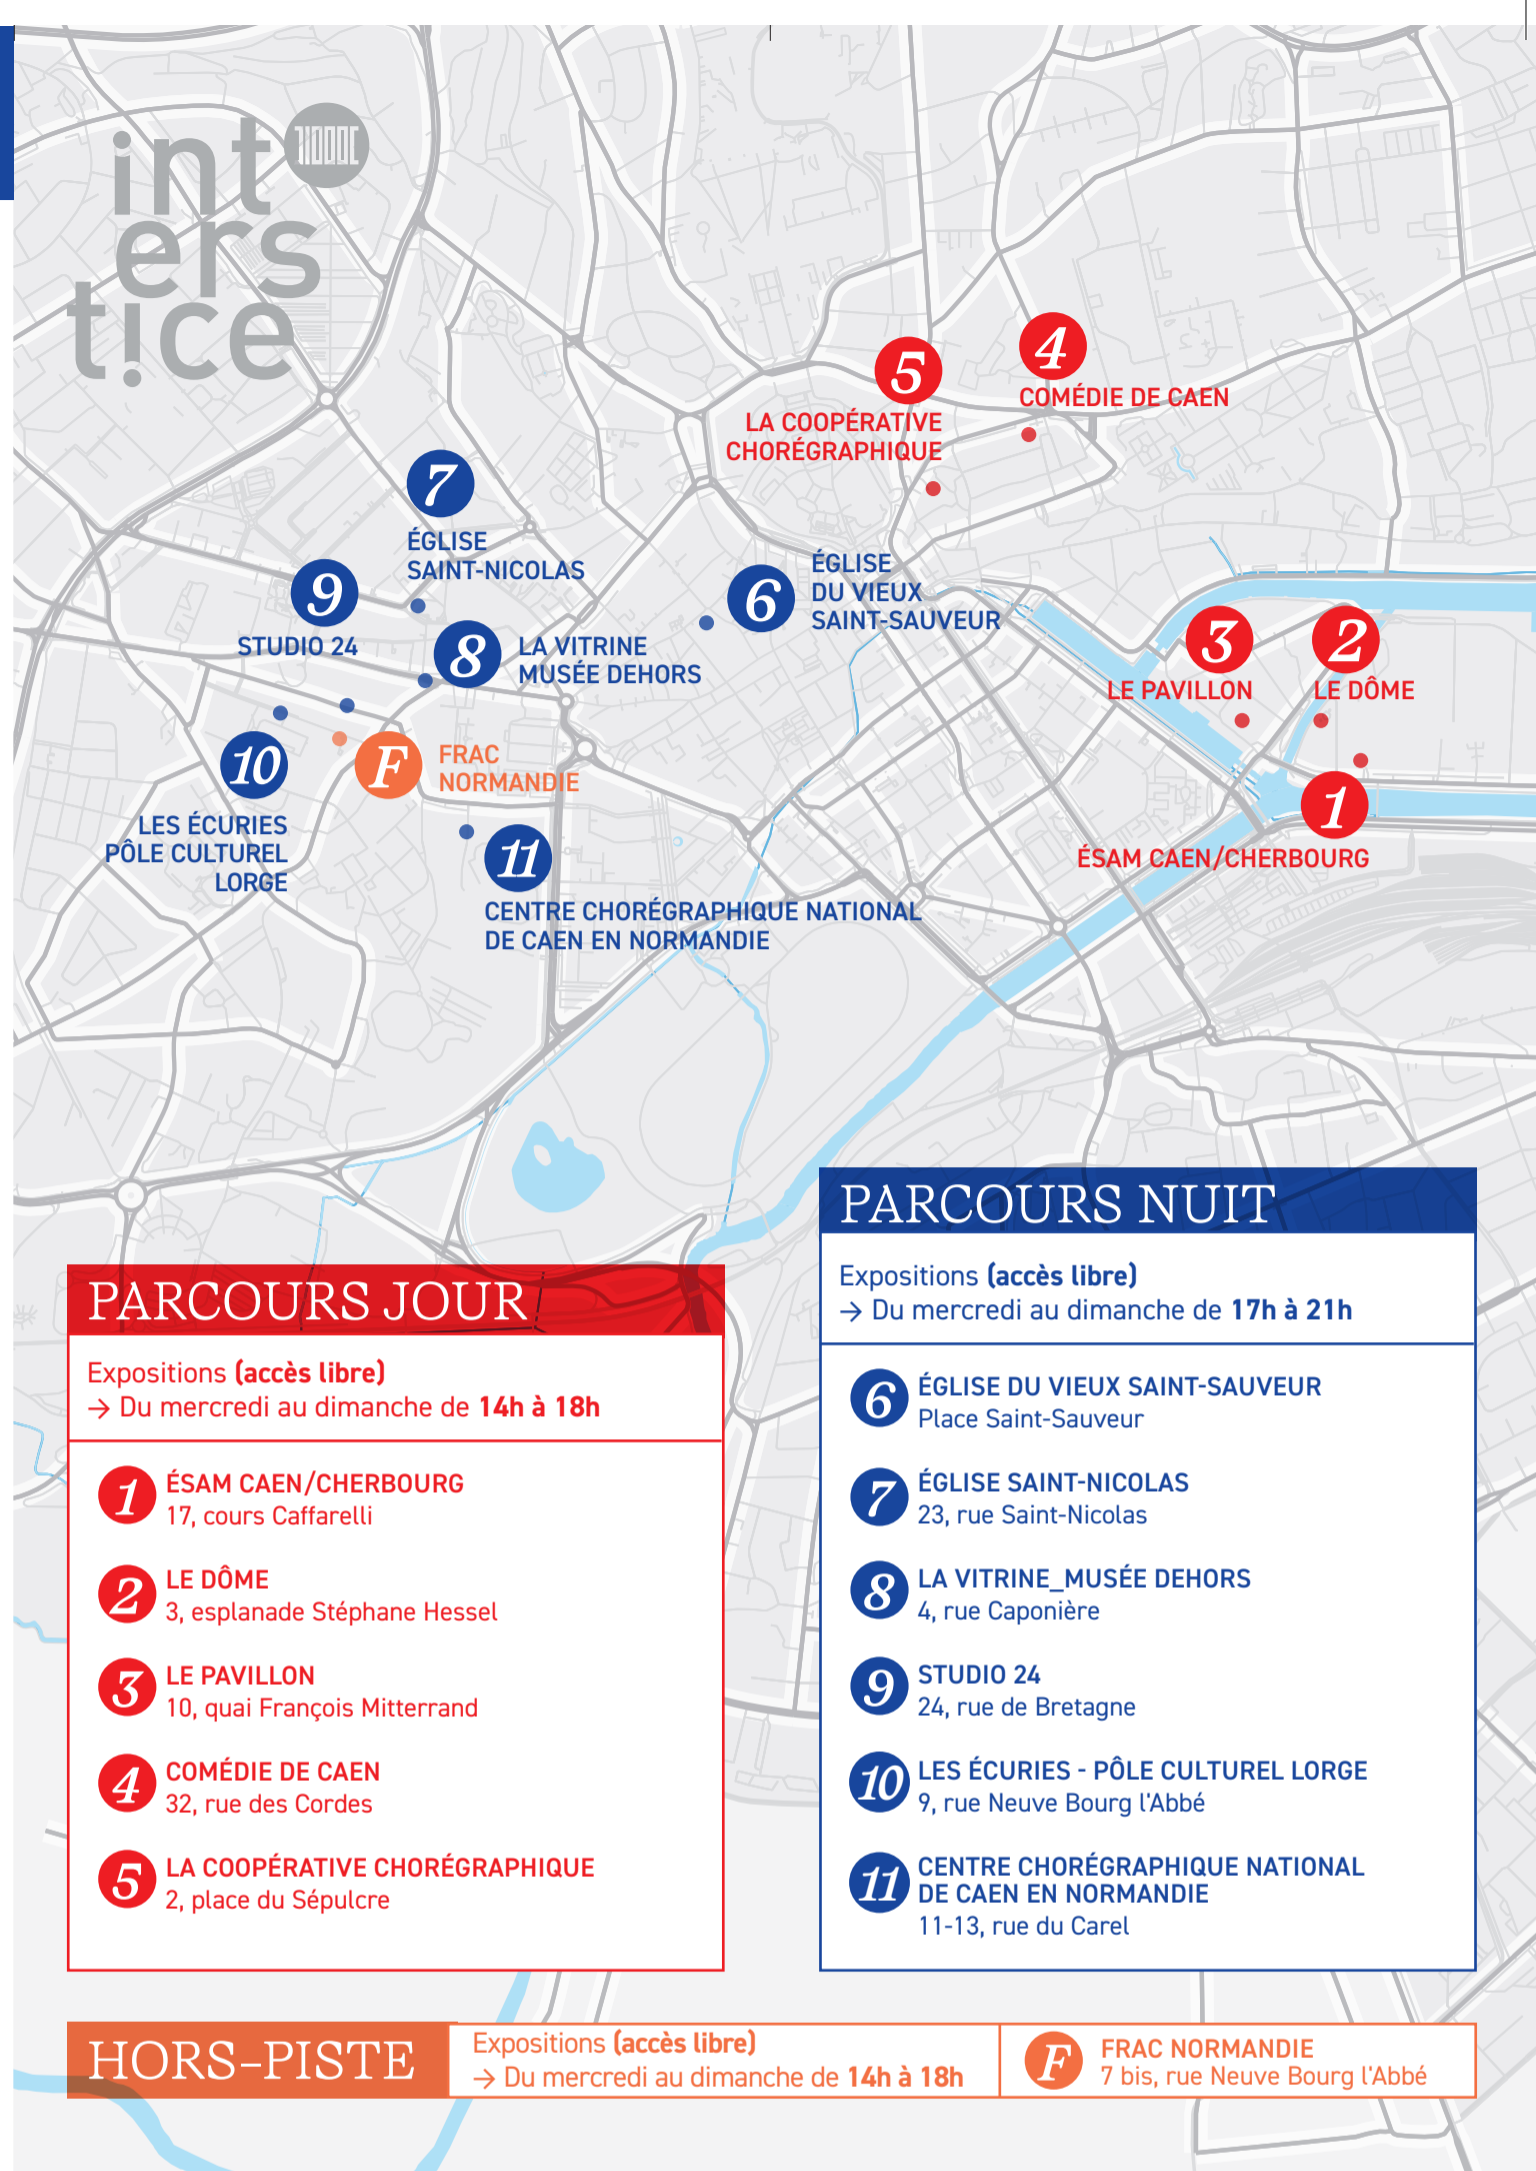 int
ers
tice
5
4
COMÉDIE DE CAEN
LA COOPÉRATIVE
CHORÉGRAPHIQUE
7
ÉGLISE
SAINT-NICOLAS
9
STUDIO 24
8
LA VITRINE
MUSÉE DEHORS
6
ÉGLISE
DU VIEUX
SAINT-SAUVEUR
3
LE PAVILLON
2
LE DÔME
10
LES ÉCURIES
PÔLE CULTUREL
LORGE
F
FRAC
NORMANDIE
1
ÉSAM CAEN/CHERBOURG
11
CENTRE CHORÉGRAPHIQUE NATIONAL
DE CAEN EN NORMANDIE
PARCOURS JOUR
Expositions (accès libre)
→ Du mercredi au dimanche de 14h à 18h
1
ÉSAM CAEN/CHERBOURG
17, cours Caffarelli
2
LE DÔME
3, esplanade Stéphane Hessel
3
LE PAVILLON
10, quai François Mitterrand
4
COMÉDIE DE CAEN
32, rue des Cordes
5
LA COOPÉRATIVE CHORÉGRAPHIQUE
2, place du Sépulcre
PARCOURS NUIT
Expositions (accès libre)
→ Du mercredi au dimanche de 17h à 21h
6
ÉGLISE DU VIEUX SAINT-SAUVEUR
Place Saint-Sauveur
7
ÉGLISE SAINT-NICOLAS
23, rue Saint-Nicolas
8
LA VITRINE_MUSÉE DEHORS
4, rue Caponière
9
STUDIO 24
24, rue de Bretagne
10
LES ÉCURIES - PÔLE CULTUREL LORGE
9, rue Neuve Bourg l'Abbé
11
CENTRE CHORÉGRAPHIQUE NATIONAL
DE CAEN EN NORMANDIE
11-13, rue du Carel
HORS-PISTE
Expositions (accès libre)
→ Du mercredi au dimanche de 14h à 18h
F
FRAC NORMANDIE
7 bis, rue Neuve Bourg l'Abbé